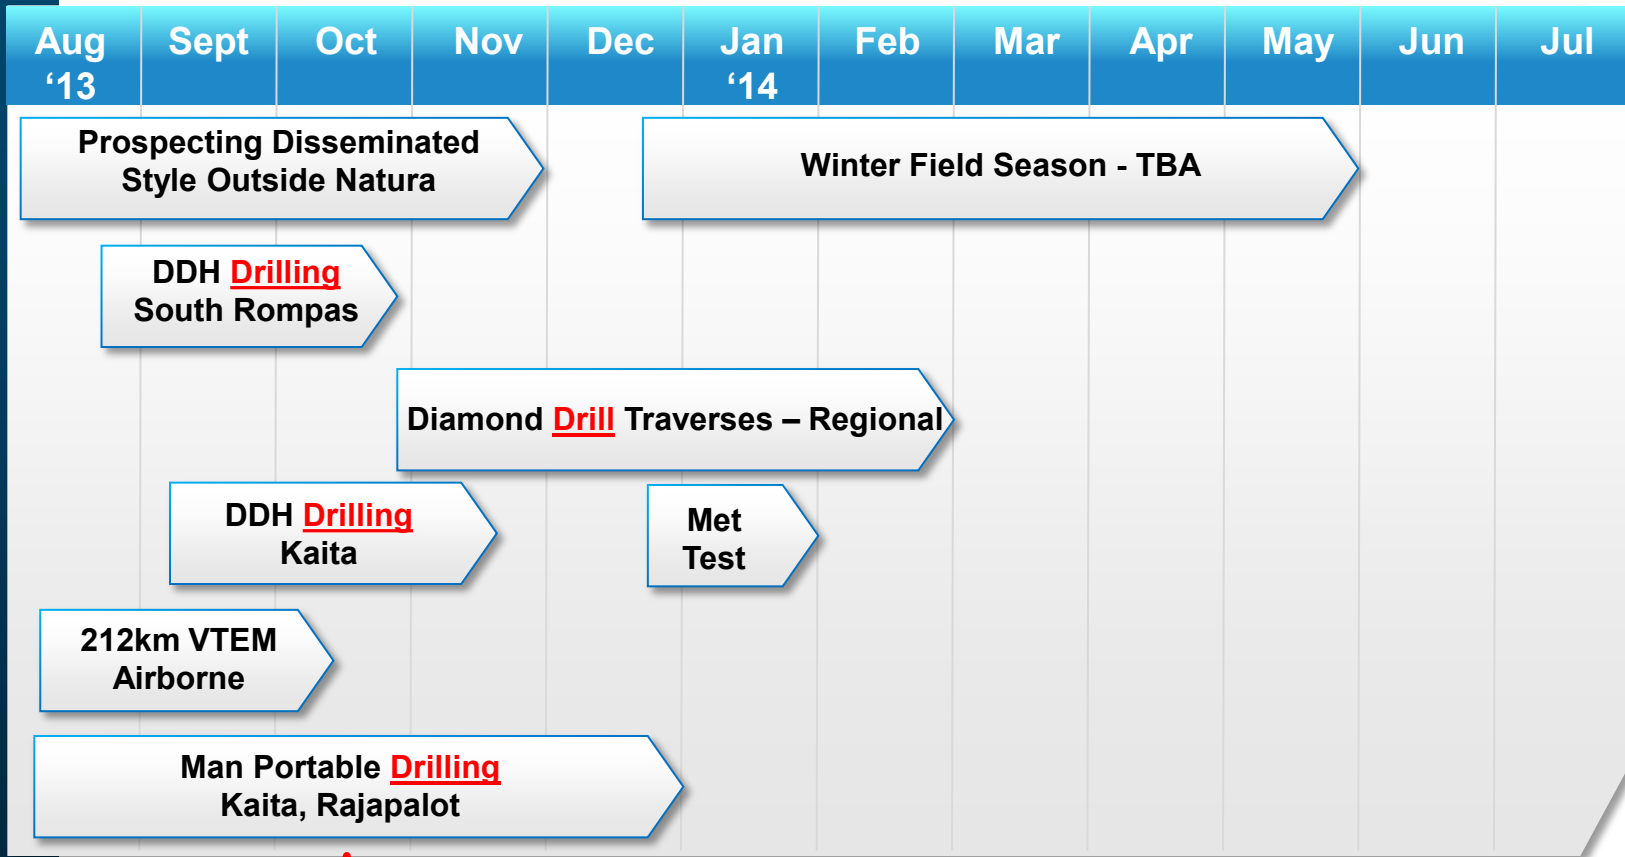 Aug Sept Oct Nov Dec Jan Feb Mar Apr May Jun Jul
‘13 ‘14
Prospecting Disseminated
Style Outside Natura
Winter Field Season - TBA
DDH Drilling
South Rompas
Diamond Drill Traverses – Regional
DDH Drilling
Kaita
Met
Test
212km VTEM
Airborne
Man Portable Drilling
Kaita, Rajapalot